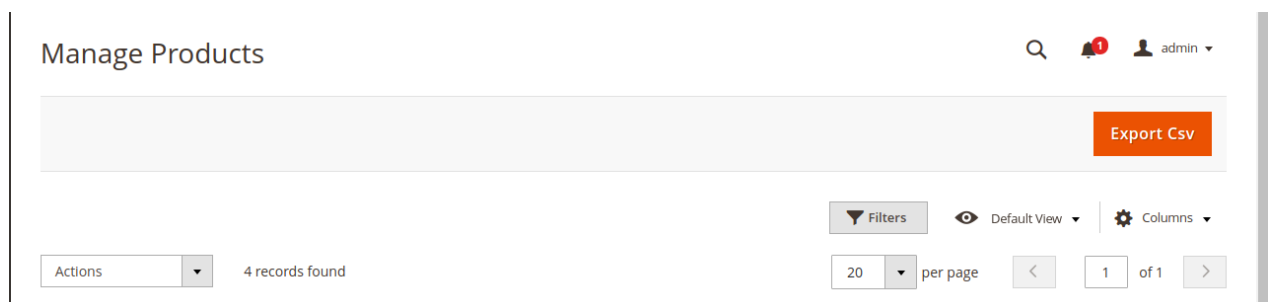 Manage Products
1
admin
Export Csv
Filters
Default View
Columns
Actions
4 records found
20
per page
1
of 1